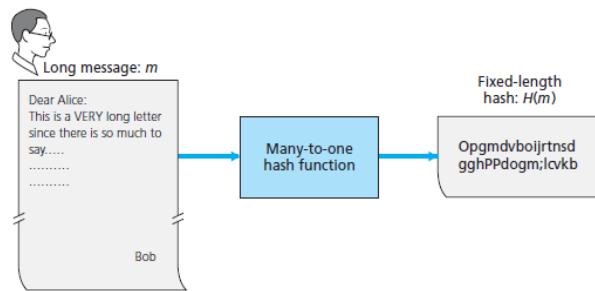 Long message: m
Dear Alice:
This is a VERY long letter
since there is so much to
say.....
..........
..........
Bob
Many-to-one
hash function
Fixed-length
hash: H(m)
Opgmdvboijrtnsd
gghPPdogm;lcvkb